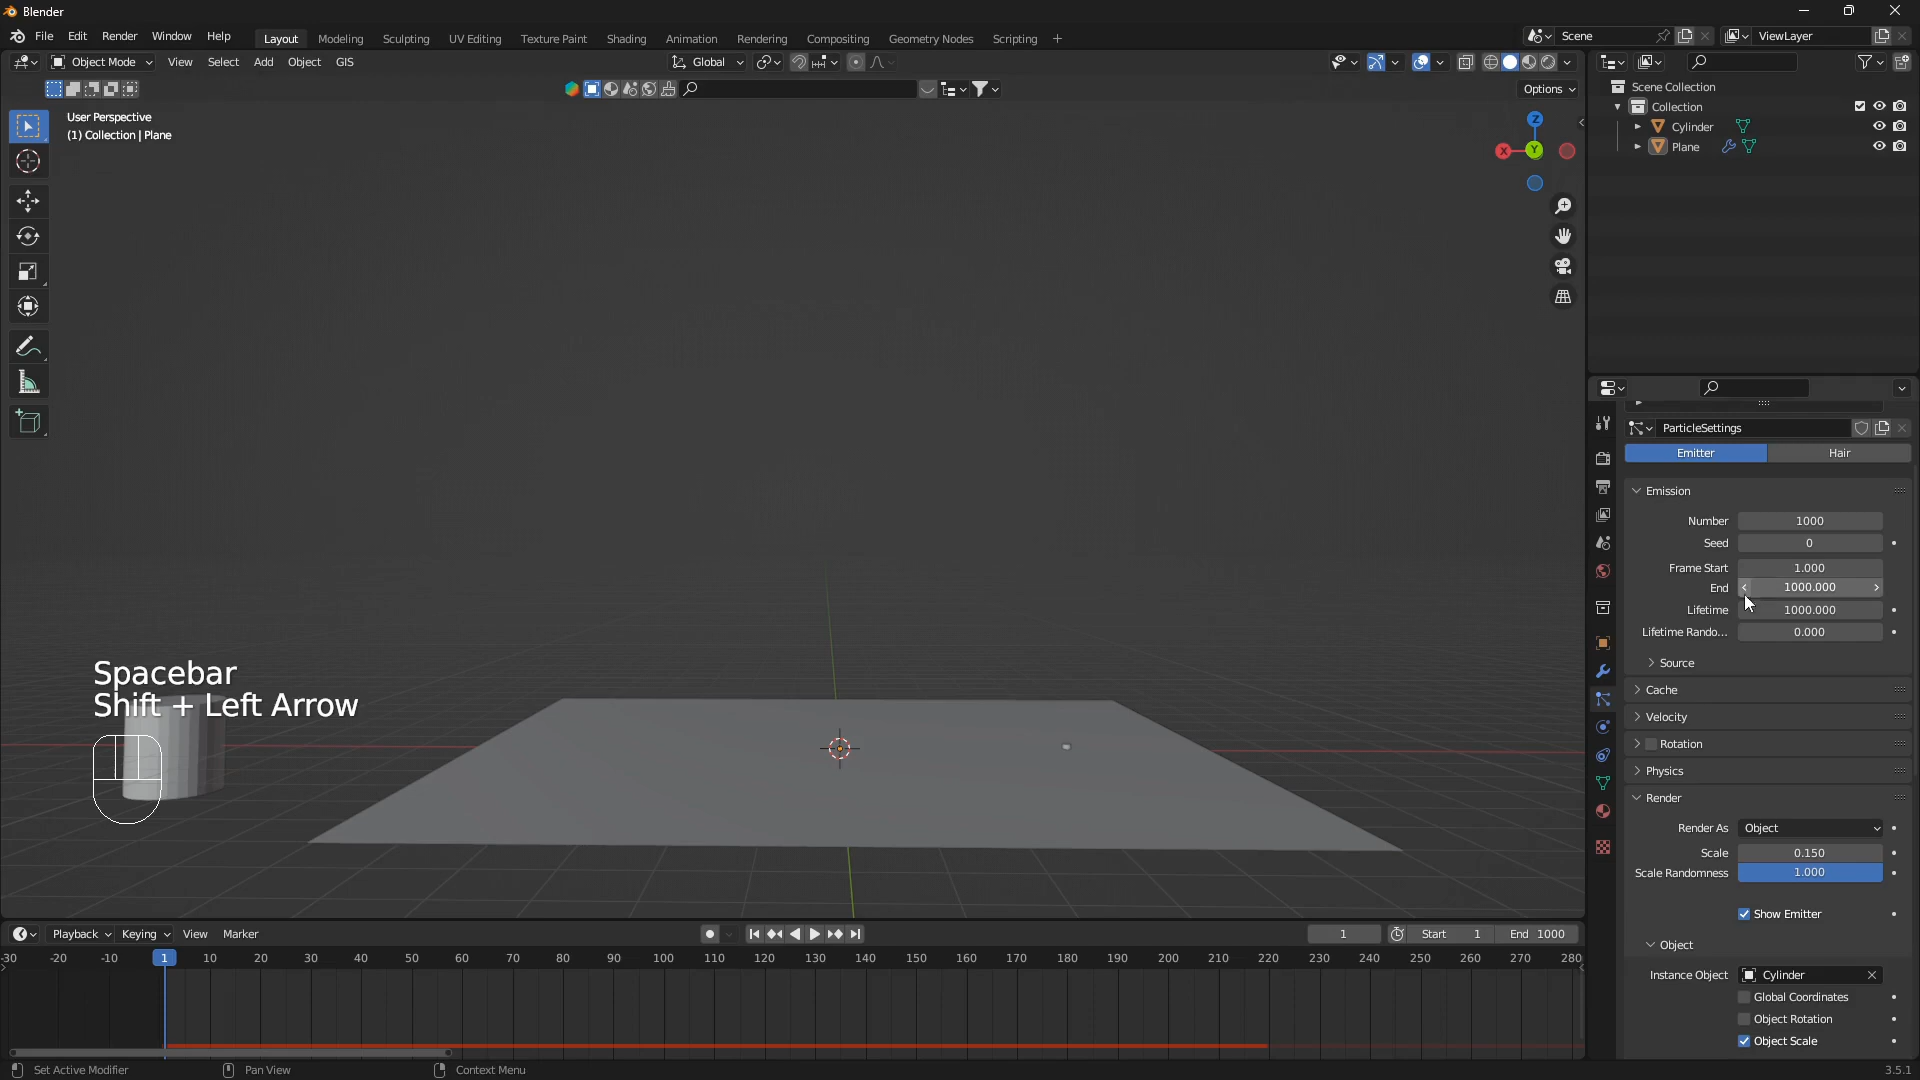 Blender
File Edit Render Window Help Layout Modeling Sculpting UV Editing Texture Paint Shading Animation Rendering Compositing Geometry Nodes Scripting + Scene ViewLayer
Object Mode View Select Add Object GIS Global
Options
User Perspective
(1) Collection | Plane
Z
X
Y
Scene Collection
Collection
Cylinder
Plane
ParticleSettings
Emitter Hair
Emission
Number 1000
Seed 0
Frame Start 1.000
End 1000.000
Lifetime 1000.000
Lifetime Rando... 0.000
Source
Cache
Velocity
Rotation
Physics
Render
Render As Object
Scale 0.150
Scale Randomness 1.000
Show Emitter
Object
Instance Object Cylinder
Global Coordinates
Object Rotation
Object Scale
Spacebar
Shift + Left Arrow
Playback Keying View Marker 1 Start 1 End 1000
-30 -20 -10 1 10 20 30 40 50 60 70 80 90 100 110 120 130 140 150 160 170 180 190 200 210 220 230 240 250 260 270 280
Set Active Modifier Pan View Context Menu 3.5.1